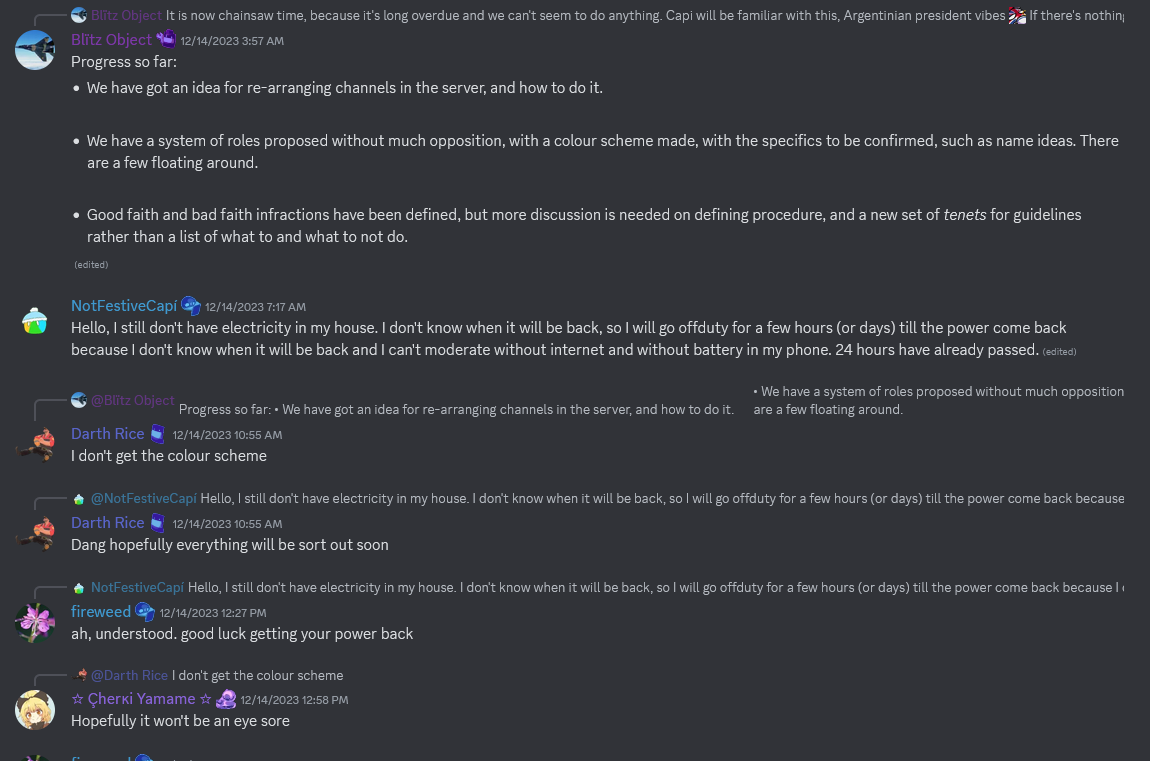 Blïtz Object It is now chainsaw time, because it's long overdue and we can't seem to do anything. Capi will be familiar with this, Argentinian president vibes If there's nothing
Blïtz Object 12/14/2023 3:57 AM
Progress so far:
• We have got an idea for re-arranging channels in the server, and how to do it.
• We have a system of roles proposed without much opposition, with a colour scheme made, with the specifics to be confirmed, such as name ideas. There
are a few floating around.
• Good faith and bad faith infractions have been defined, but more discussion is needed on defining procedure, and a new set of tenets for guidelines
rather than a list of what to and what to not do.
(edited)
NotFestiveCapí 12/14/2023 7:17 AM
Hello, I still don't have electricity in my house. I don't know when it will be back, so I will go offduty for a few hours (or days) till the power come back
because I don't know when it will be back and I can't moderate without internet and without battery in my phone. 24 hours have already passed. (edited)
@Blïtz Object Progress so far: • We have got an idea for re-arranging channels in the server, and how to do it. • We have a system of roles proposed without much opposition
are a few floating around.
Darth Rice 12/14/2023 10:55 AM
I don't get the colour scheme
@NotFestiveCapí Hello, I still don't have electricity in my house. I don't know when it will be back, so I will go offduty for a few hours (or days) till the power come back because
Darth Rice 12/14/2023 10:55 AM
Dang hopefully everything will be sort out soon
NotFestiveCapí Hello, I still don't have electricity in my house. I don't know when it will be back, so I will go offduty for a few hours (or days) till the power come back because I
fireweed 12/14/2023 12:27 PM
ah, understood. good luck getting your power back
@Darth Rice I don't get the colour scheme
☆ Çherкi Yamame ☆ 12/14/2023 12:58 PM
Hopefully it won't be an eye sore